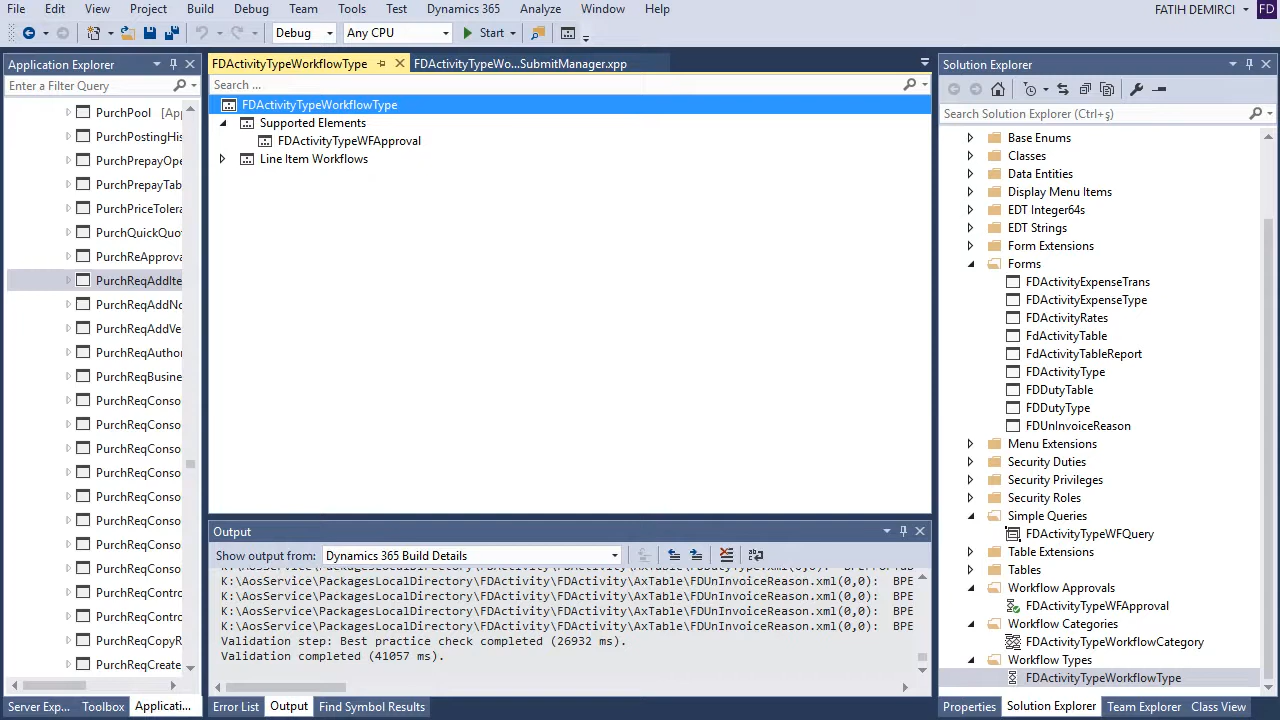 File Edit View Project Build Debug Team Tools Test Dynamics 365 Analyze Window Help FATIH DEMIRCI FD
Debug Any CPU Start
Application Explorer
Enter a Filter Query
PurchPool [Ap
PurchPostingHis
PurchPrepayOpe
PurchPrepayTab
PurchPriceTolera
PurchQuickQuo
PurchReApprova
PurchReqAddIte
PurchReqAddNo
PurchReqAddVe
PurchReqAuthor
PurchReqBusine
PurchReqConso
PurchReqConso
PurchReqConso
PurchReqConso
PurchReqConso
PurchReqConso
PurchReqConso
PurchReqContro
PurchReqContro
PurchReqCopyR
PurchReqCreate
Server Exp... Toolbox Applicati...
FDActivityTypeWorkflowType FDActivityTypeWo...SubmitManager.xpp
Search ...
FDActivityTypeWorkflowType
Supported Elements
FDActivityTypeWFApproval
Line Item Workflows
Output
Show output from: Dynamics 365 Build Details
K:\AosService\PackagesLocalDirectory\FDActivity\FDActivity\AxTable\FDUnInvoiceReason.xml(0,0): BPE
K:\AosService\PackagesLocalDirectory\FDActivity\FDActivity\AxTable\FDUnInvoiceReason.xml(0,0): BPE
K:\AosService\PackagesLocalDirectory\FDActivity\FDActivity\AxTable\FDUnInvoiceReason.xml(0,0): BPE
K:\AosService\PackagesLocalDirectory\FDActivity\FDActivity\AxTable\FDUnInvoiceReason.xml(0,0): BPE
Validation step: Best practice check completed (26932 ms).
Validation completed (41057 ms).
Error List Output Find Symbol Results
Solution Explorer
Search Solution Explorer (Ctrl+ş)
Base Enums
Classes
Data Entities
Display Menu Items
EDT Integer64s
EDT Strings
Form Extensions
Forms
FDActivityExpenseTrans
FDActivityExpenseType
FDActivityRates
FdActivityTable
FdActivityTableReport
FDActivityType
FDDutyTable
FDDutyType
FDUnInvoiceReason
Menu Extensions
Security Duties
Security Privileges
Security Roles
Simple Queries
FDActivityTypeWFQuery
Table Extensions
Tables
Workflow Approvals
FDActivityTypeWFApproval
Workflow Categories
FDActivityTypeWorkflowCategory
Workflow Types
FDActivityTypeWorkflowType
Properties Solution Explorer Team Explorer Class View